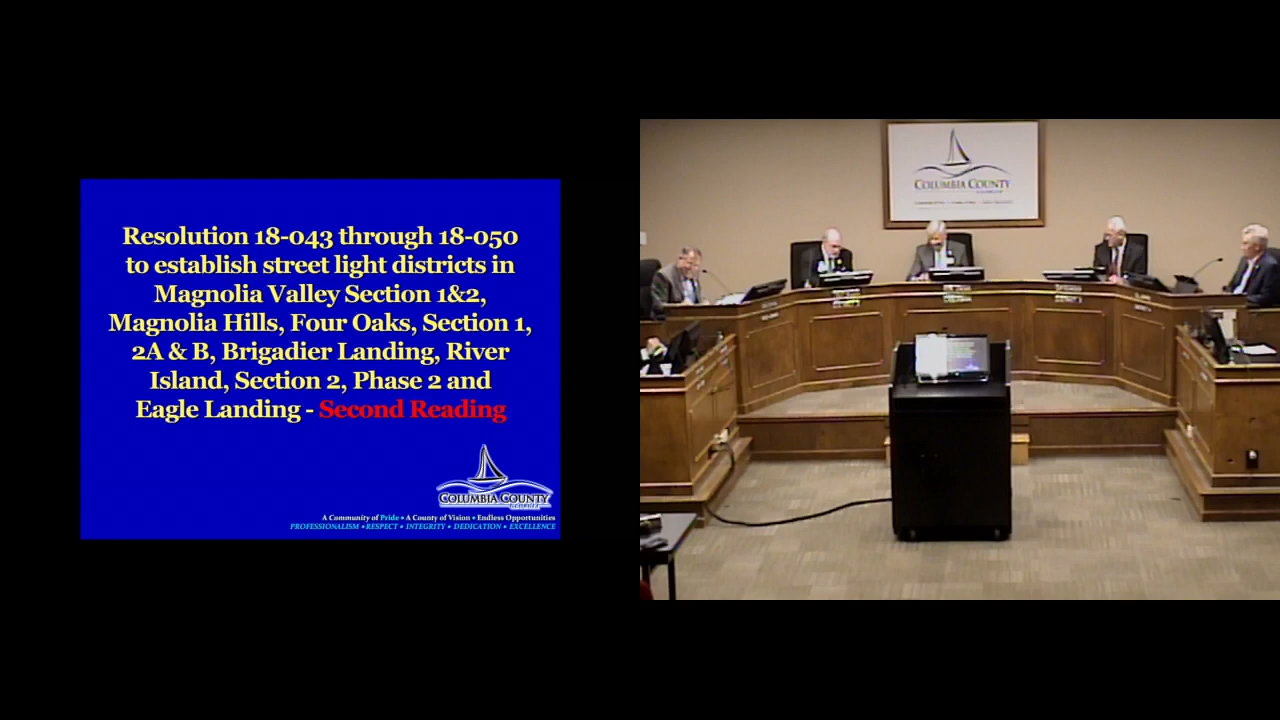 Resolution 18-043 through 18-050
to establish street light districts in
Magnolia Valley Section 1&2,
Magnolia Hills, Four Oaks, Section 1,
2A & B, Brigadier Landing, River
Island, Section 2, Phase 2 and
Eagle Landing - Second Reading
COLUMBIA COUNTY
GEORGIA
A Community of Pride • A County of Vision • Endless Opportunities
PROFESSIONALISM • RESPECT • INTEGRITY • DEDICATION • EXCELLENCE
COLUMBIA COUNTY